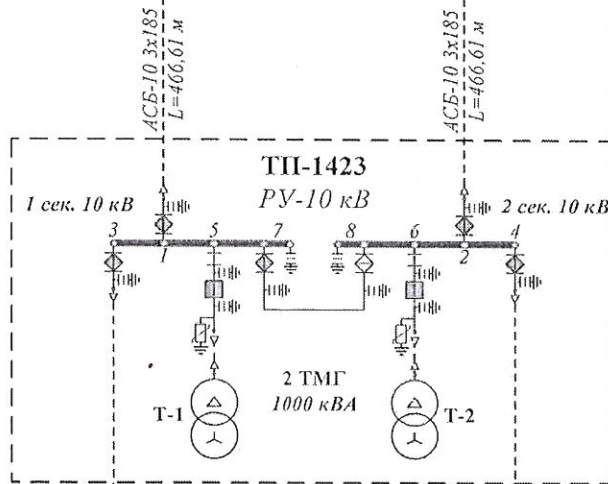 АСБ-10 3х185
L=466,61 м
АСБ-10 3х185
L=466,61 м
ТП-1423
РУ-10 кВ
1 сек. 10 кВ
2 сек. 10 кВ
3
1
5
7
8
6
2
4
2 ТМГ
1000 кВА
Т-1
Т-2